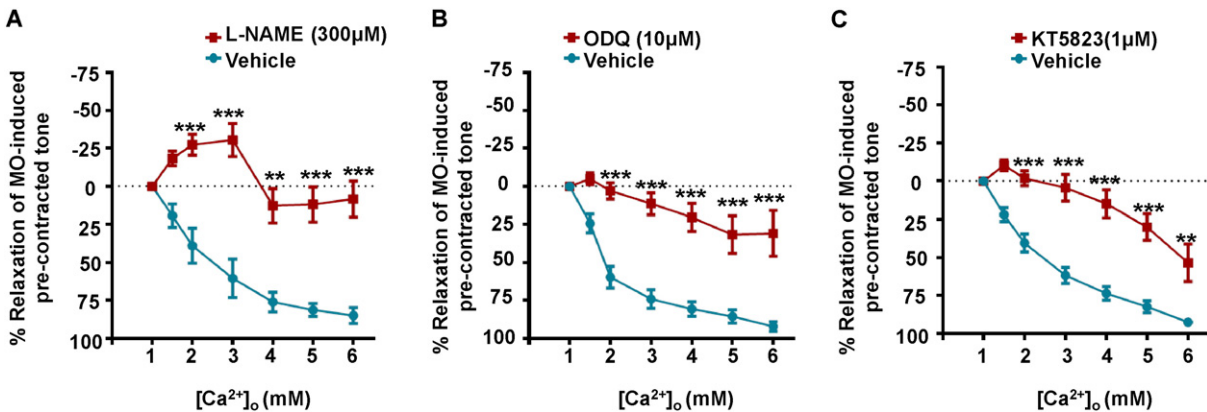 A
L-NAME (300μM)
Vehicle
% Relaxation of MO-induced
pre-contracted tone
-75
-50
-25
0
25
50
75
100
***
***
**
***
***
1 2 3 4 5 6
[Ca²⁺]ₒ (mM)
B
ODQ (10μM)
Vehicle
% Relaxation of MO-induced
pre-contracted tone
-75
-50
-25
0
25
50
75
100
***
***
***
***
***
1 2 3 4 5 6
[Ca²⁺]ₒ (mM)
C
KT5823(1μM)
Vehicle
% Relaxation of MO-induced
pre-contracted tone
-75
-50
-25
0
25
50
75
100
***
***
***
***
**
1 2 3 4 5 6
[Ca²⁺]ₒ (mM)